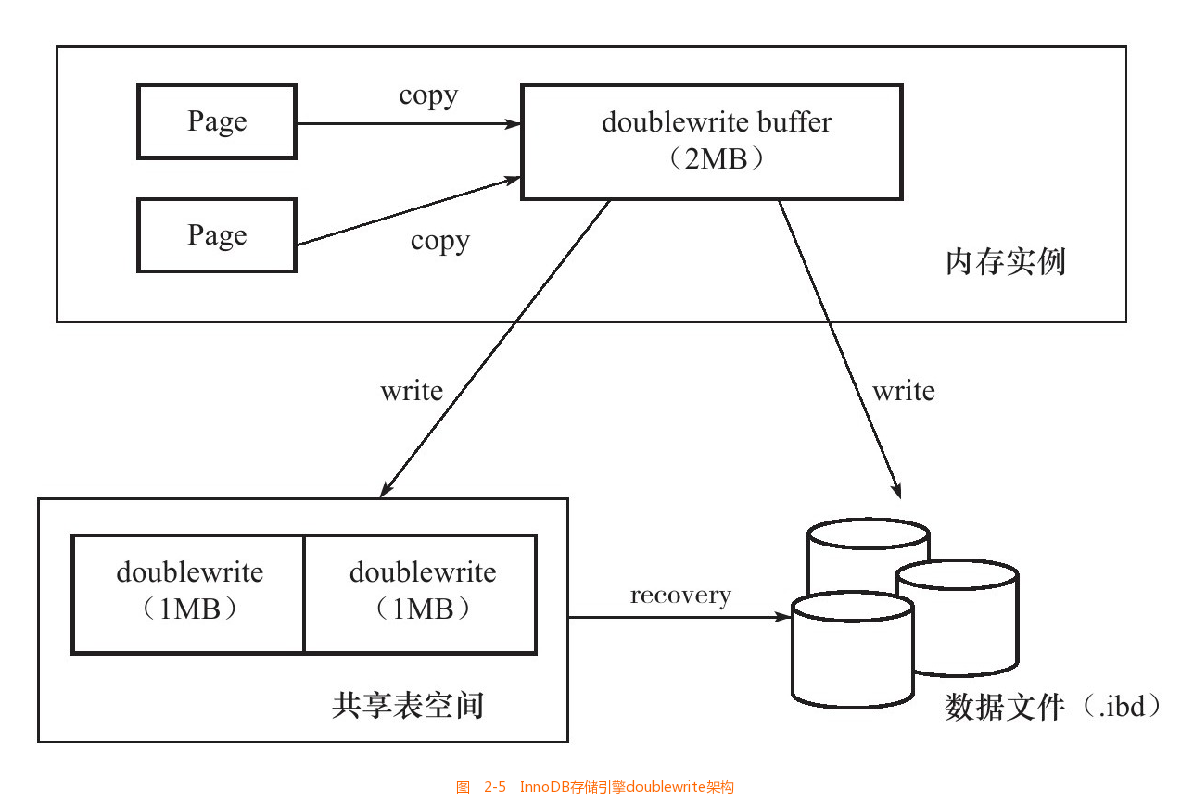 copy
Page
doublewrite buffer
（2MB）
Page
copy
内存实例
write
write
doublewrite
（1MB）
doublewrite
（1MB）
recovery
共享表空间
数据文件（.ibd）
图 2-5 InnoDB存储引擎doublewrite架构